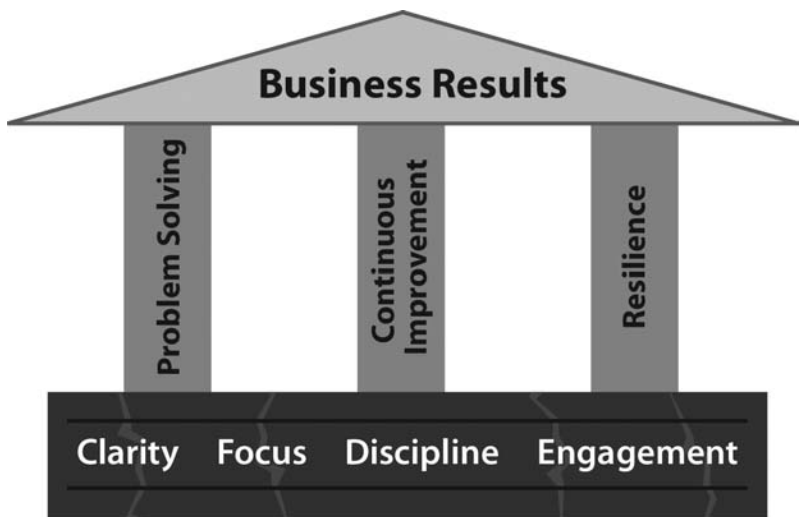 Business Results
Problem Solving
Continuous
Improvement
Resilience
Clarity Focus Discipline Engagement